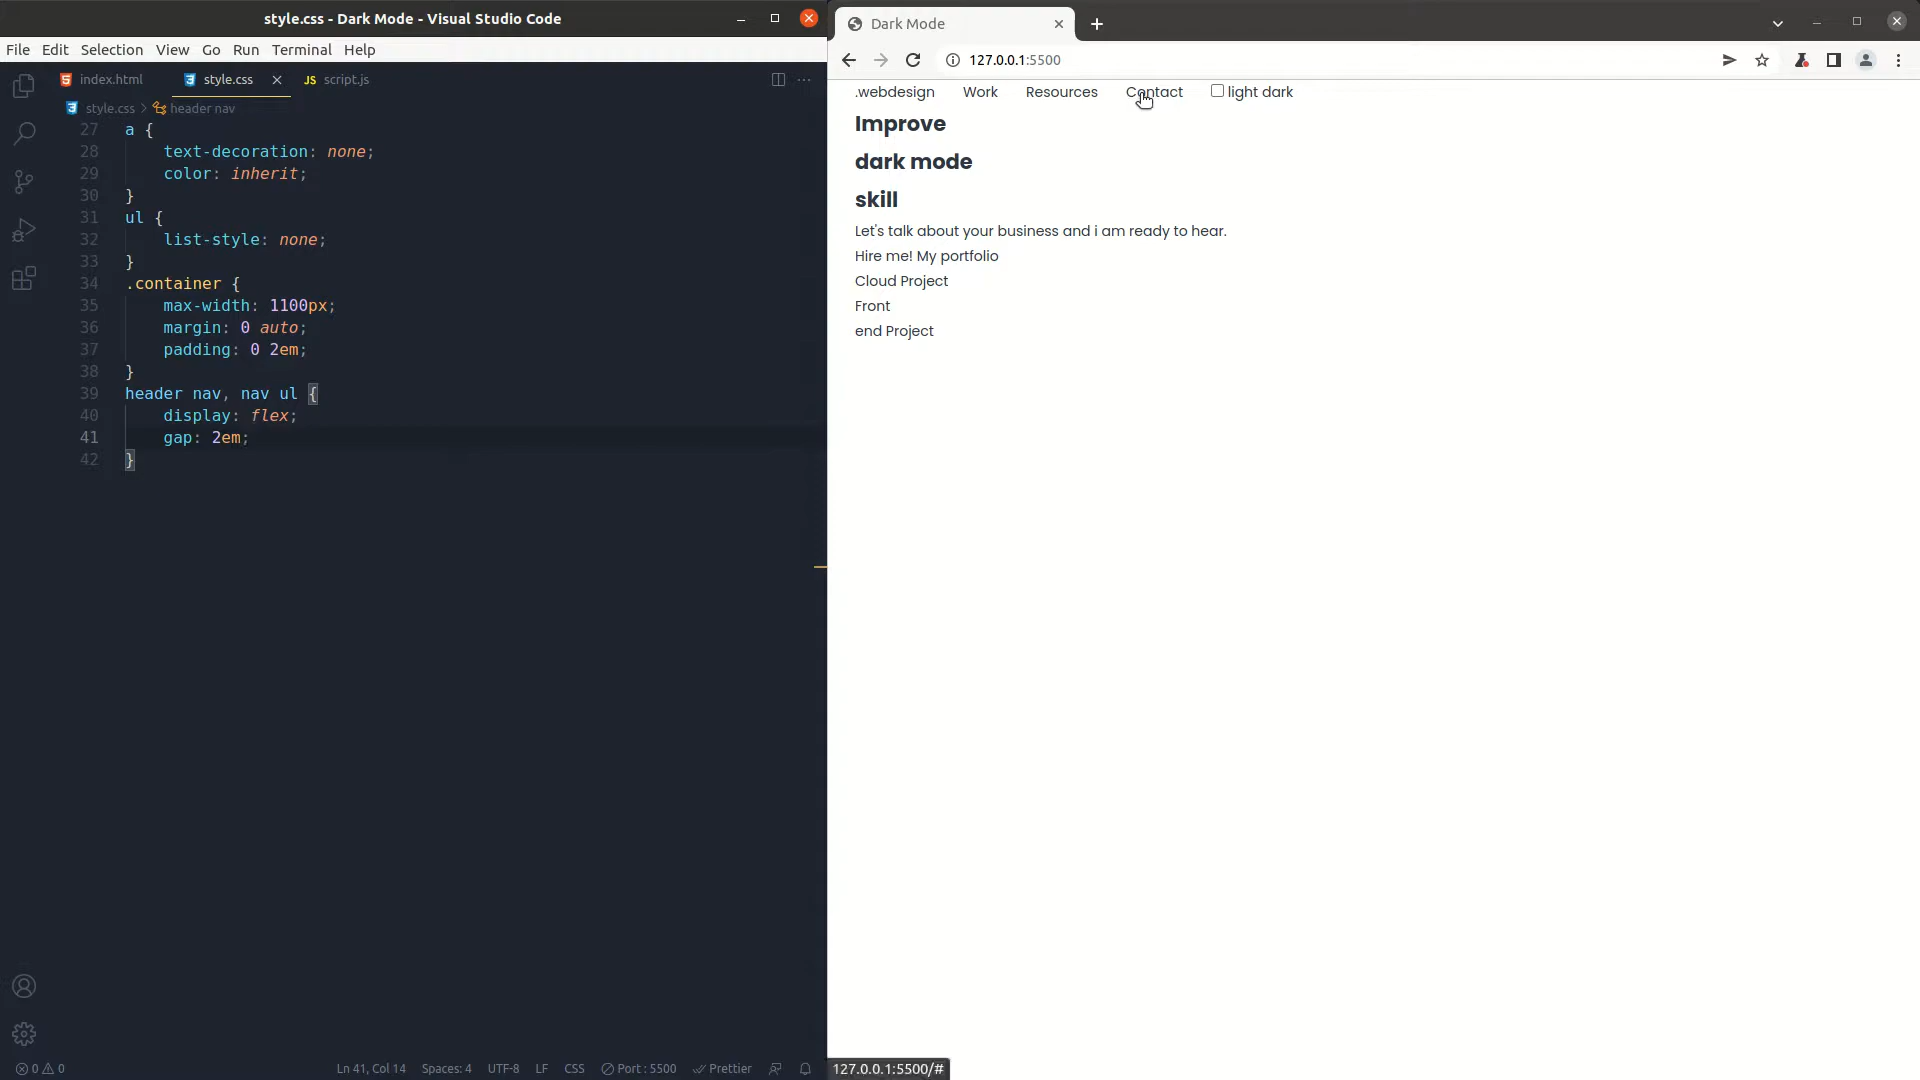 style.css - Dark Mode - Visual Studio Code
File Edit Selection View Go Run Terminal Help
index.html style.css script.js
style.css > header nav
27 a {
28 text-decoration: none;
29 color: inherit;
30 }
31 ul {
32 list-style: none;
33 }
34 .container {
35 max-width: 1100px;
36 margin: 0 auto;
37 padding: 0 2em;
38 }
39 header nav, nav ul {
40 display: flex;
41 gap: 2em;
42 }
0 0 Ln 41, Col 14 Spaces: 4 UTF-8 LF CSS Port : 5500 Prettier
Dark Mode
127.0.0.1:5500
.webdesign Work Resources Contact light dark
Improve
dark mode
skill
Let's talk about your business and i am ready to hear.
Hire me! My portfolio
Cloud Project
Front
end Project
127.0.0.1:5500/#